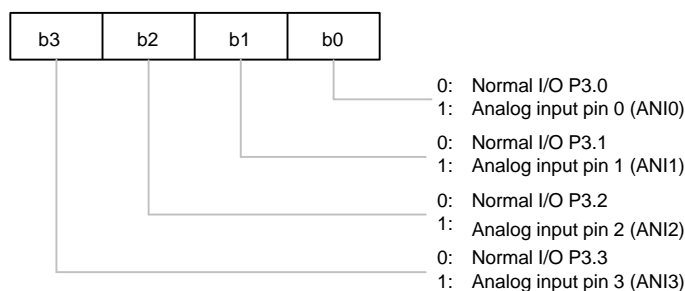 b3 b2 b1 b0
0: Normal I/O P3.0
1: Analog input pin 0 (ANI0)
0: Normal I/O P3.1
1: Analog input pin 1 (ANI1)
0: Normal I/O P3.2
1: Analog input pin 2 (ANI2)
0: Normal I/O P3.3
1: Analog input pin 3 (ANI3)